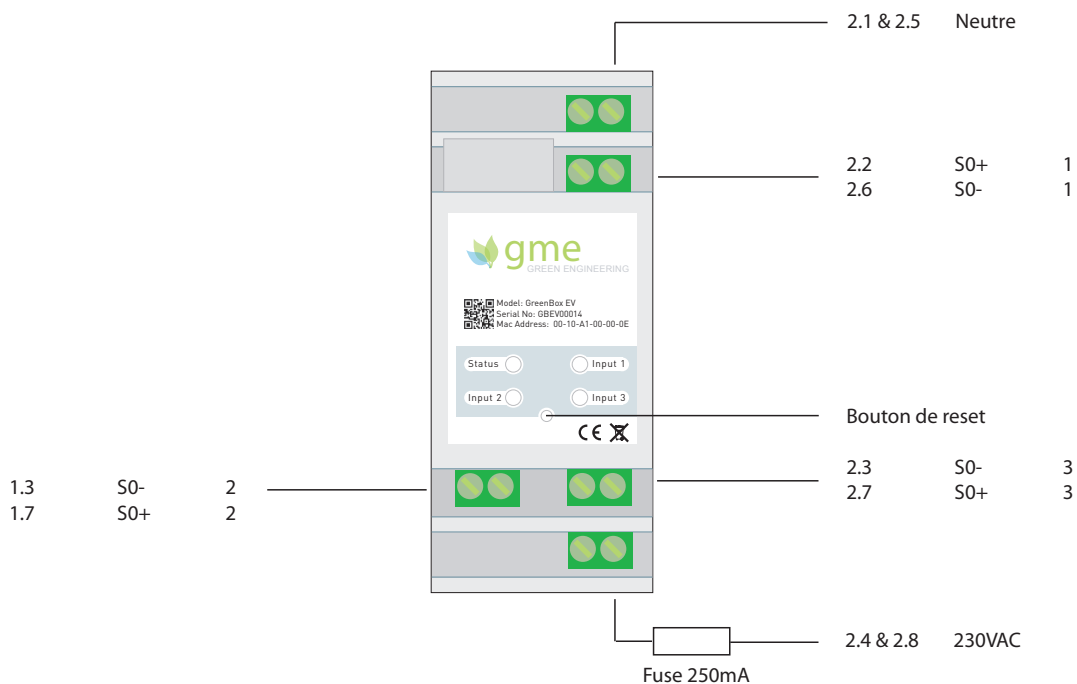 2.1 & 2.5 Neutre
2.2 S0+ 1
2.6 S0- 1
gme
GREEN ENGINEERING
Model: GreenBox EV
Serial No: GBEV00014
Mac Address: 00-10-A1-00-00-0E
Status Input 1
Input 2 Input 3
Bouton de reset
CE
2.3 S0- 3
2.7 S0+ 3
1.3 S0- 2
1.7 S0+ 2
2.4 & 2.8 230VAC
Fuse 250mA